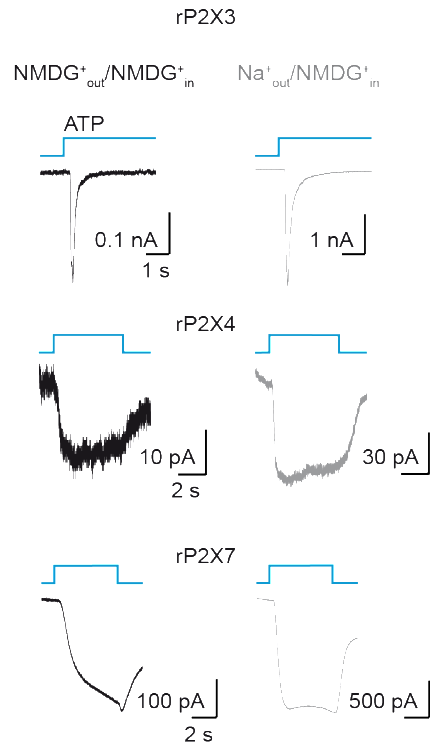 rP2X3
NMDG⁺out/NMDG⁺in Na⁺out/NMDG⁺in
ATP
0.1 nA 1 nA
1 s
rP2X4
10 pA 30 pA
2 s
rP2X7
100 pA 500 pA
2 s